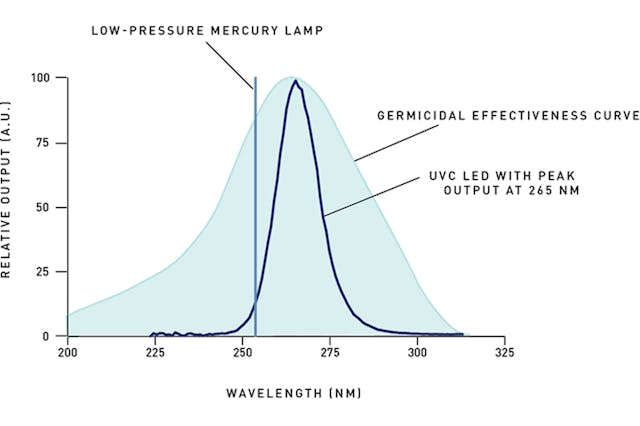 LOW-PRESSURE MERCURY LAMP
GERMICIDAL EFFECTIVENESS CURVE
UVC LED WITH PEAK
OUTPUT AT 265 NM
RELATIVE OUTPUT (A.U.)
100
75
50
25
0
200
225
250
275
300
325
WAVELENGTH (NM)